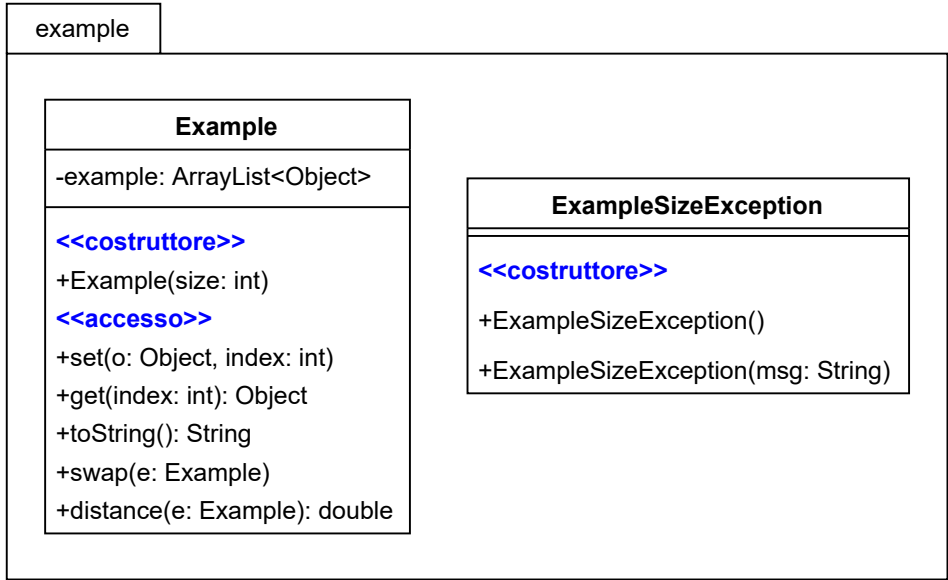 example
Example
-example: ArrayList<Object>
<<costruttore>>
+Example(size: int)
<<accesso>>
+set(o: Object, index: int)
+get(index: int): Object
+toString(): String
+swap(e: Example)
+distance(e: Example): double
ExampleSizeException
<<costruttore>>
+ExampleSizeException()
+ExampleSizeException(msg: String)